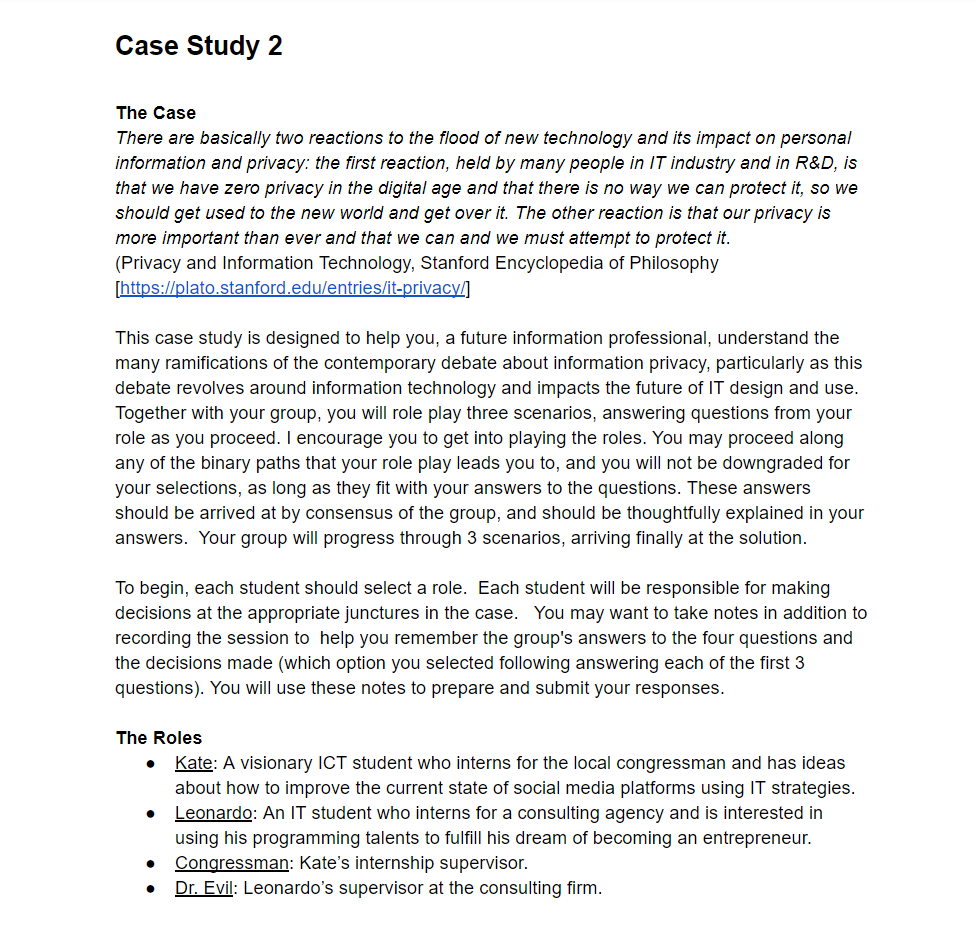 Case Study 2
The Case
There are basically two reactions to the flood of new technology and its impact on personal
information and privacy: the first reaction, held by many people in IT industry and in R&D, is
that we have zero privacy in the digital age and that there is no way we can protect it, so we
should get used to the new world and get over it. The other reaction is that our privacy is
more important than ever and that we can and we must attempt to protect it.
(Privacy and Information Technology, Stanford Encyclopedia of Philosophy
[https://plato.stanford.edu/entries/it-privacy/]
This case study is designed to help you, a future information professional, understand the
many ramifications of the contemporary debate about information privacy, particularly as this
debate revolves around information technology and impacts the future of IT design and use.
Together with your group, you will role play three scenarios, answering questions from your
role as you proceed. I encourage you to get into playing the roles. You may proceed along
any of the binary paths that your role play leads you to, and you will not be downgraded for
your selections, as long as they fit with your answers to the questions. These answers
should be arrived at by consensus of the group, and should be thoughtfully explained in your
answers.  Your group will progress through 3 scenarios, arriving finally at the solution.
To begin, each student should select a role.  Each student will be responsible for making
decisions at the appropriate junctures in the case.   You may want to take notes in addition to
recording the session to  help you remember the group's answers to the four questions and
the decisions made (which option you selected following answering each of the first 3
questions). You will use these notes to prepare and submit your responses.
The Roles
● Kate: A visionary ICT student who interns for the local congressman and has ideas
about how to improve the current state of social media platforms using IT strategies.
● Leonardo: An IT student who interns for a consulting agency and is interested in
using his programming talents to fulfill his dream of becoming an entrepreneur.
● Congressman: Kate’s internship supervisor.
● Dr. Evil: Leonardo’s supervisor at the consulting firm.